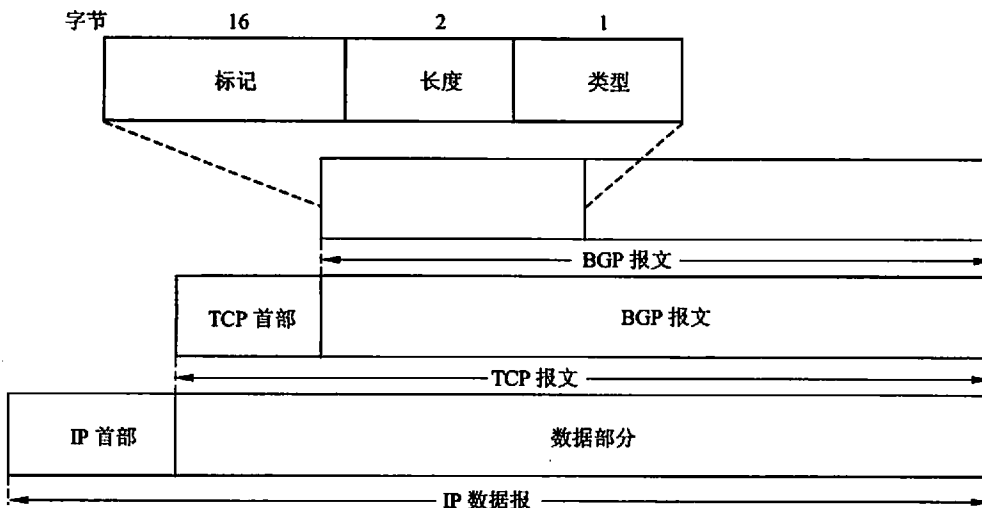 字节 16 2 1
标记 长度 类型
BGP 报文
TCP 首部 BGP 报文
TCP 报文
IP 首部 数据部分
IP 数据报